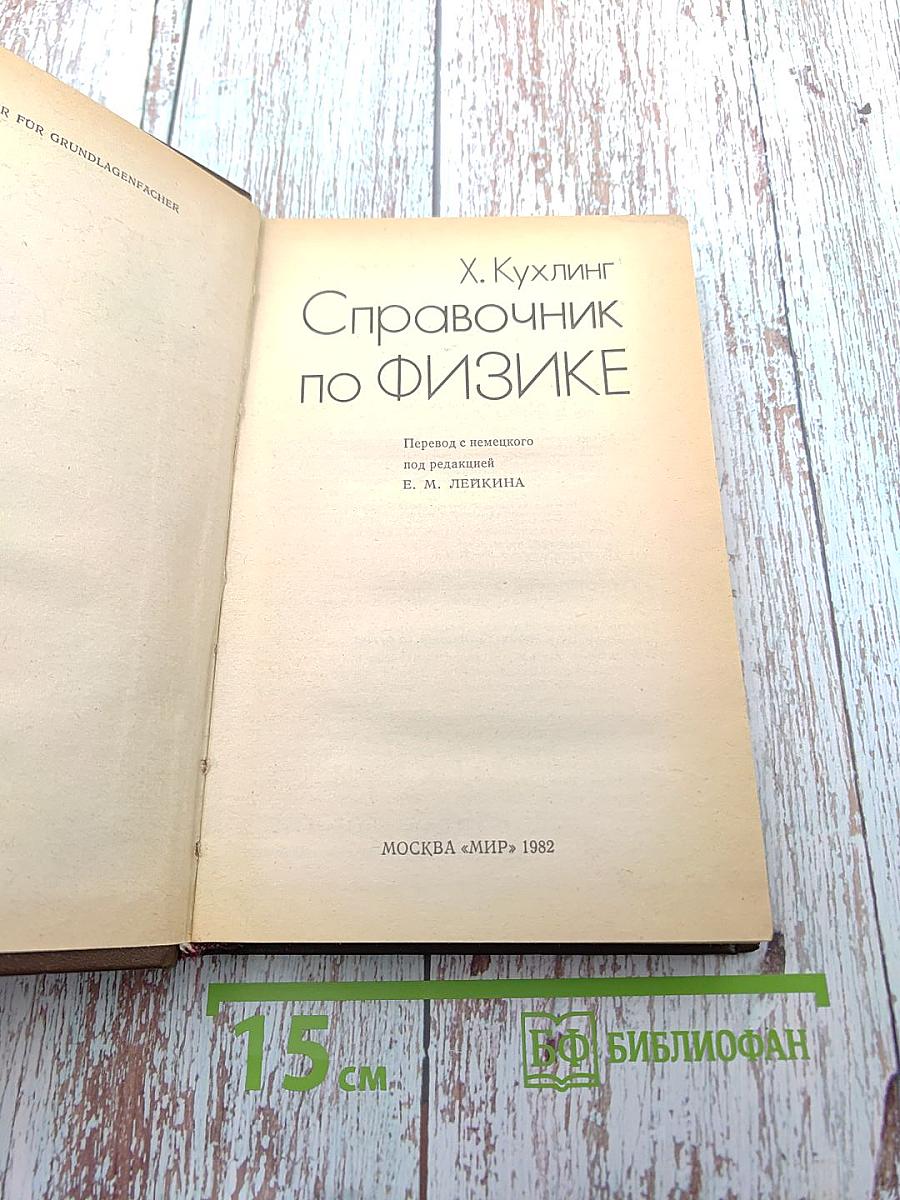 R FÜR GRUNDLAGENFÄCHER
Х. Кухлинг
Справочник
по ФИЗИКЕ
Перевод с немецкого
под редакцией
Е. М. ЛЕЙКИНА
МОСКВА «МИР» 1982
15 см
БФ БИБЛИОФАН